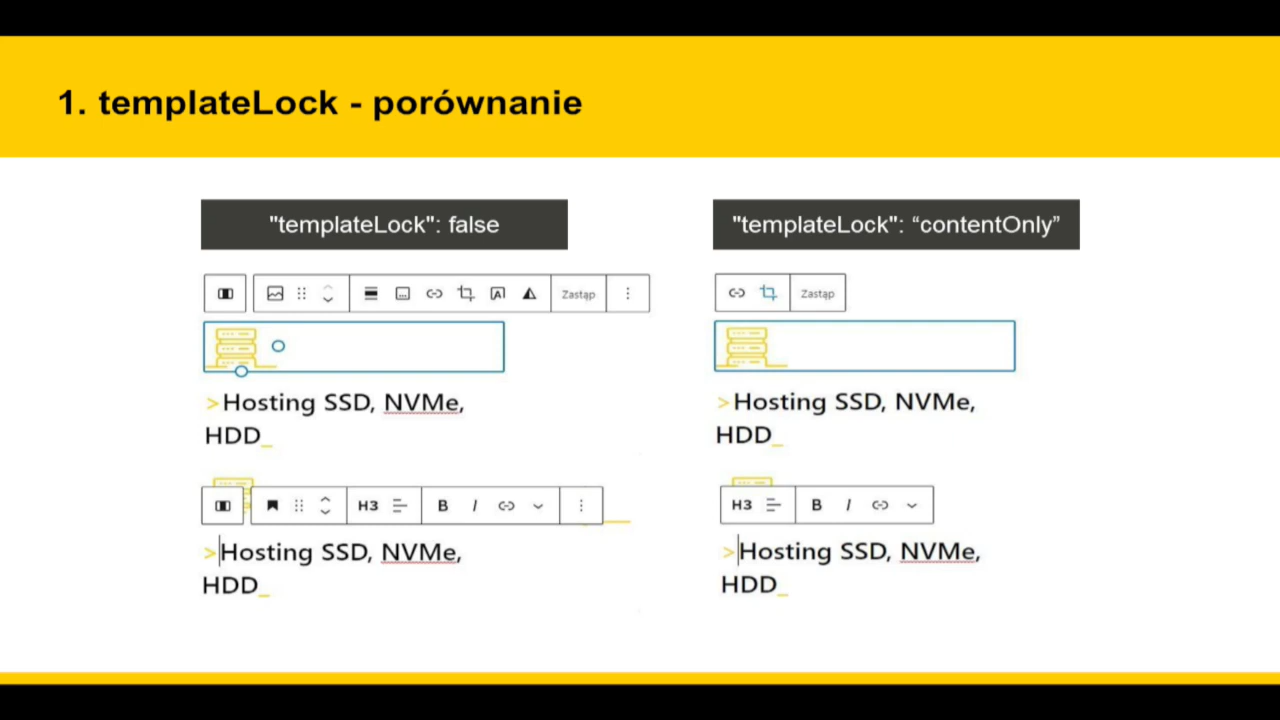 1. templateLock - porównanie
"templateLock": false
Zastąp
>Hosting SSD, NVMe,
HDD_
H3 B I
>Hosting SSD, NVMe,
HDD_
"templateLock": “contentOnly”
Zastąp
>Hosting SSD, NVMe,
HDD_
H3 B I
>Hosting SSD, NVMe,
HDD_